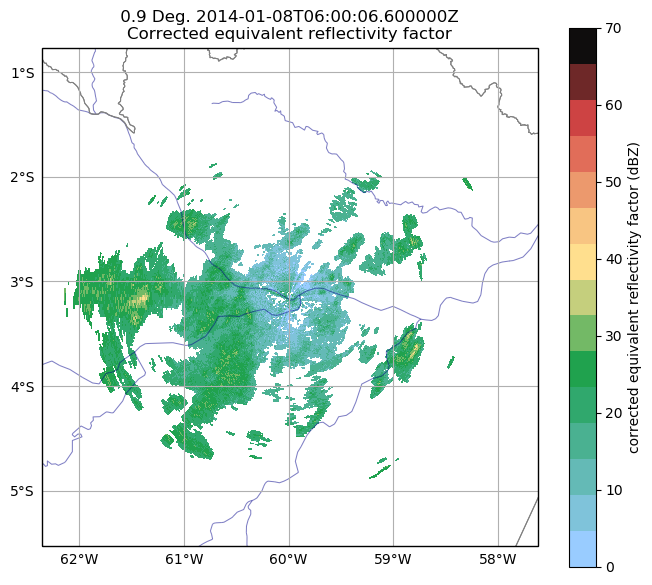 0.9 Deg. 2014-01-08T06:00:06.600000Z
Corrected equivalent reflectivity factor
1°S
2°S
3°S
4°S
5°S
62°W 61°W 60°W 59°W 58°W
70
60
50
40
30
20
10
0
corrected equivalent reflectivity factor (dBZ)